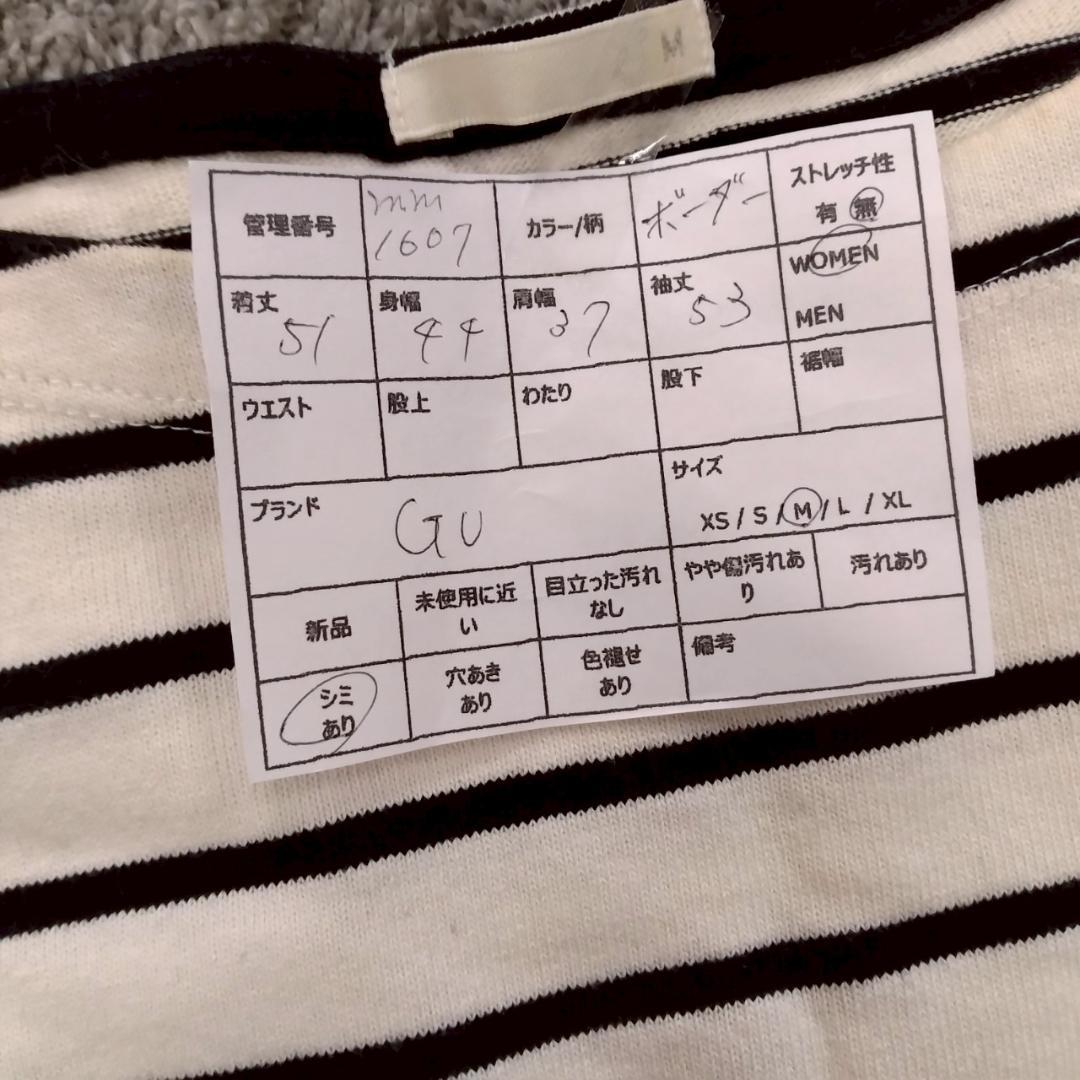 M
管理番号
mm
1607
カラー/柄
ボーダー
ストレッチ性
有 無
着丈
51
身幅
44
肩幅
37
袖丈
53
WOMEN
MEN
ウエスト
股上
わたり
股下
裾幅
ブランド
GU
サイズ
XS / S / M / L / XL
新品
未使用に近
い
目立った汚れ
なし
やや傷汚れあ
り
汚れあり
シミ
あり
穴あき
あり
色褪せ
あり
備考